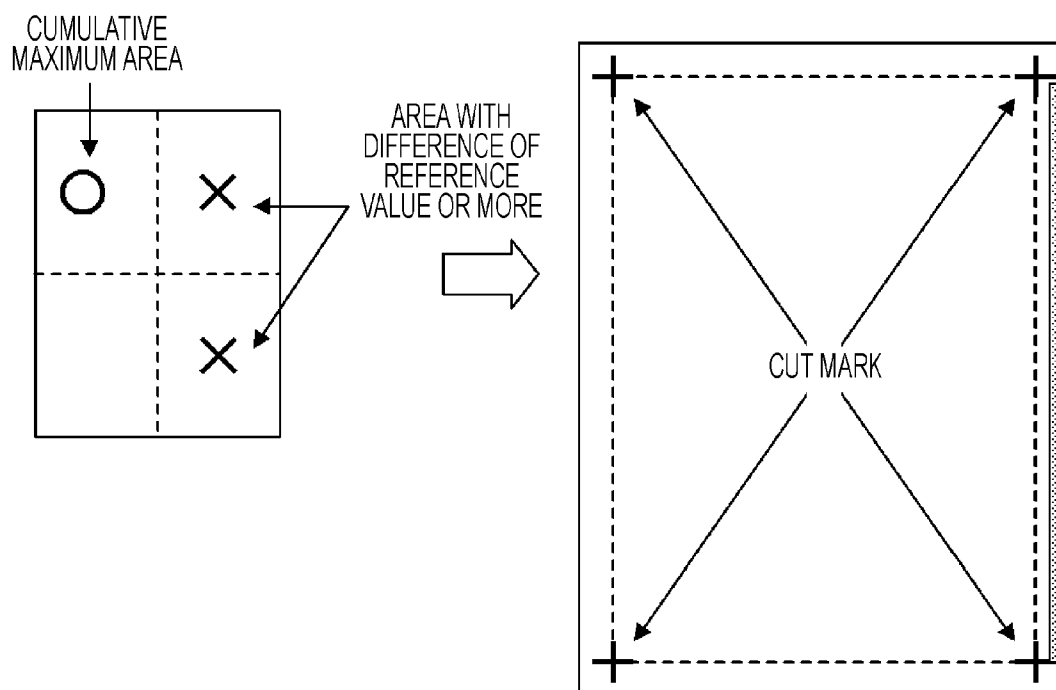 CUMULATIVE
MAXIMUM AREA
AREA WITH
DIFFERENCE OF
REFERENCE
VALUE OR MORE
CUT MARK